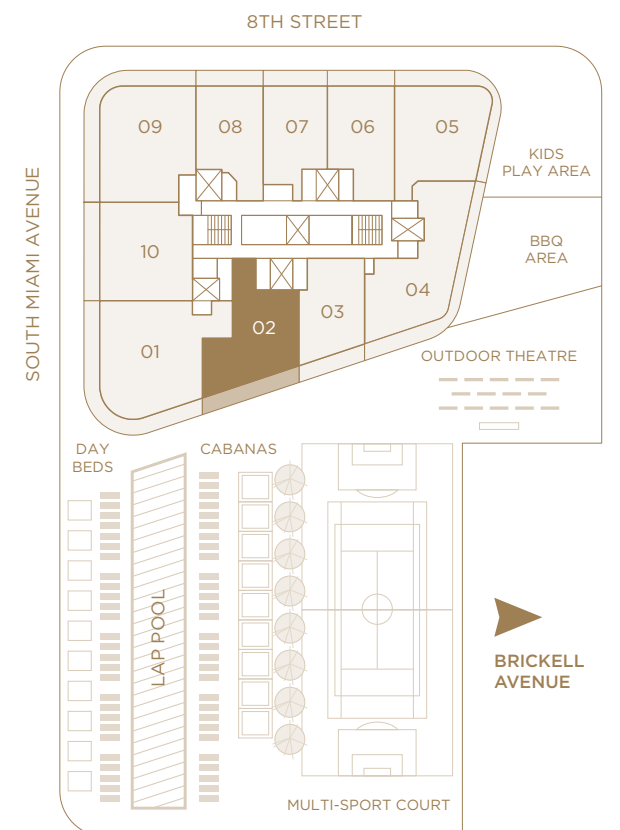 8TH STREET
SOUTH MIAMI AVENUE
09
08
07
06
05
KIDS
PLAY AREA
10
BBQ
AREA
04
03
02
01
OUTDOOR THEATRE
DAY
BEDS
CABANAS
LAP POOL
BRICKELL
AVENUE
MULTI-SPORT COURT